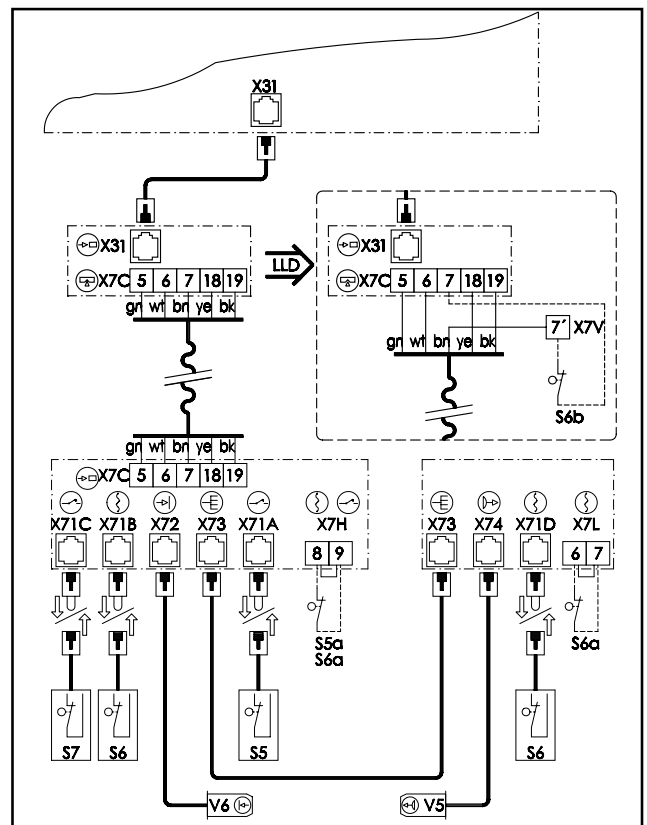 X31
X31
X7C 5 6 7 18 19
gn wt bn ye bk
LLD
X31
X7C 5 6 7 18 19
gn wt bn ye bk
7´ X7V
S6b
gn wt bn ye bk
X7C 5 6 7 18 19
X71C X71B X72 X73 X71A X7H
8 9
S5a
S6a
X73 X74 X71D X7L
6 7
S6a
S7 S6 S5 S6
V6 V5